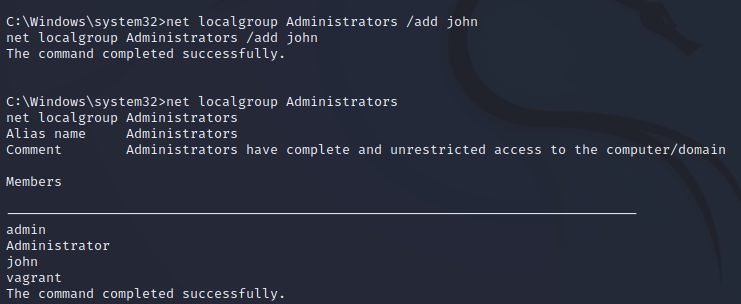 C:\Windows\system32>net localgroup Administrators /add john
net localgroup Administrators /add john
The command completed successfully.
C:\Windows\system32>net localgroup Administrators
net localgroup Administrators
Alias name     Administrators
Comment        Administrators have complete and unrestricted access to the computer/domain
Members
-------------------------------------------------------------------------------
admin
Administrator
john
vagrant
The command completed successfully.